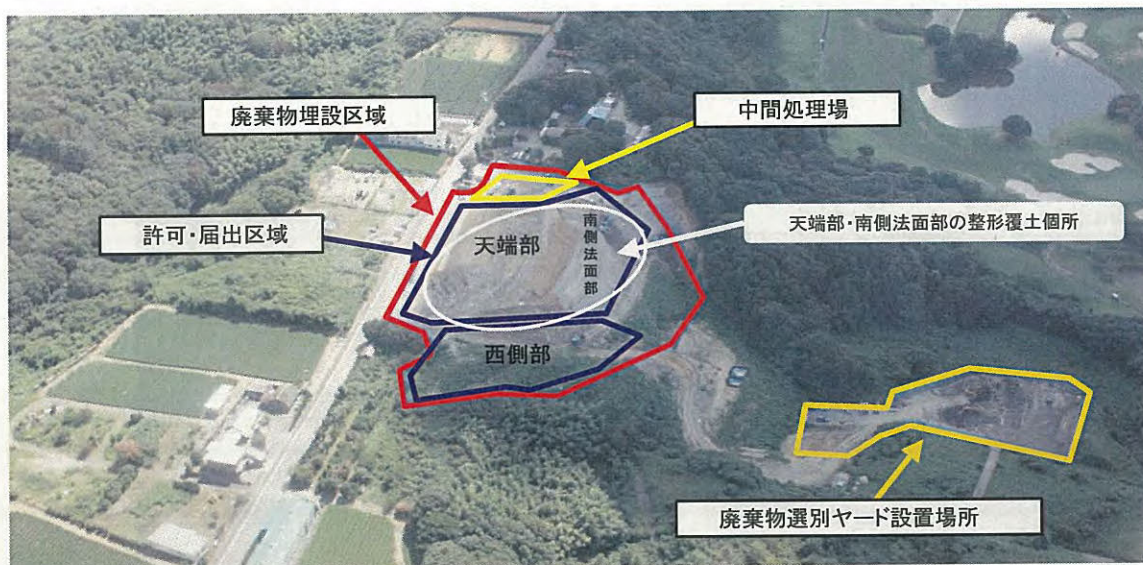 廃棄物埋設区域
中間処理場
許可・届出区域
天端部
南側法面部
天端部・南側法面部の整形覆土個所
西側部
廃棄物選別ヤード設置場所